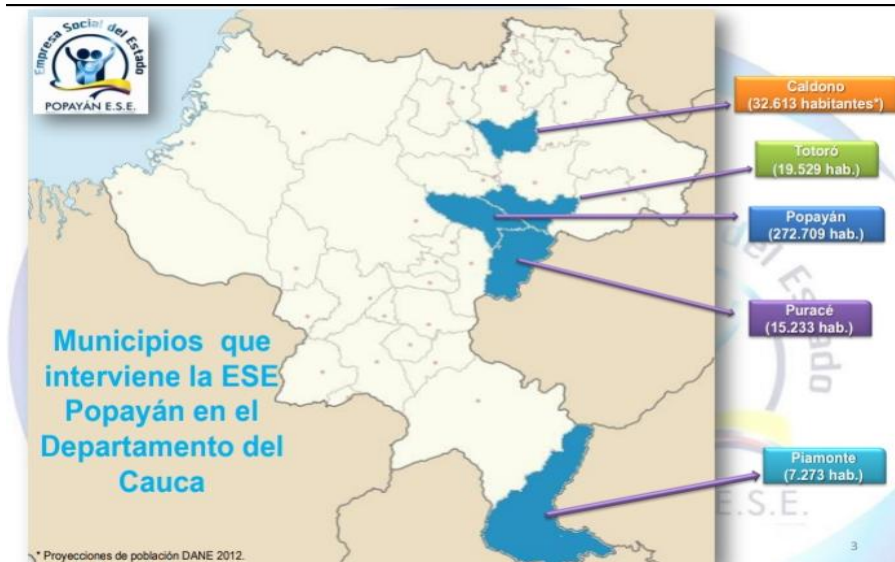 Empresa Social del Estado
POPAYÁN E.S.E.
Caldono
(32.613 habitantes*)
Totoró
(19.529 hab.)
Popayán
(272.709 hab.)
Puracé
(15.233 hab.)
Piamonte
(7.273 hab.)
Municipios que
interviene la ESE
Popayán en el
Departamento del
Cauca
* Proyecciones de población DANE 2012.
el Estado
E.S.E.
3